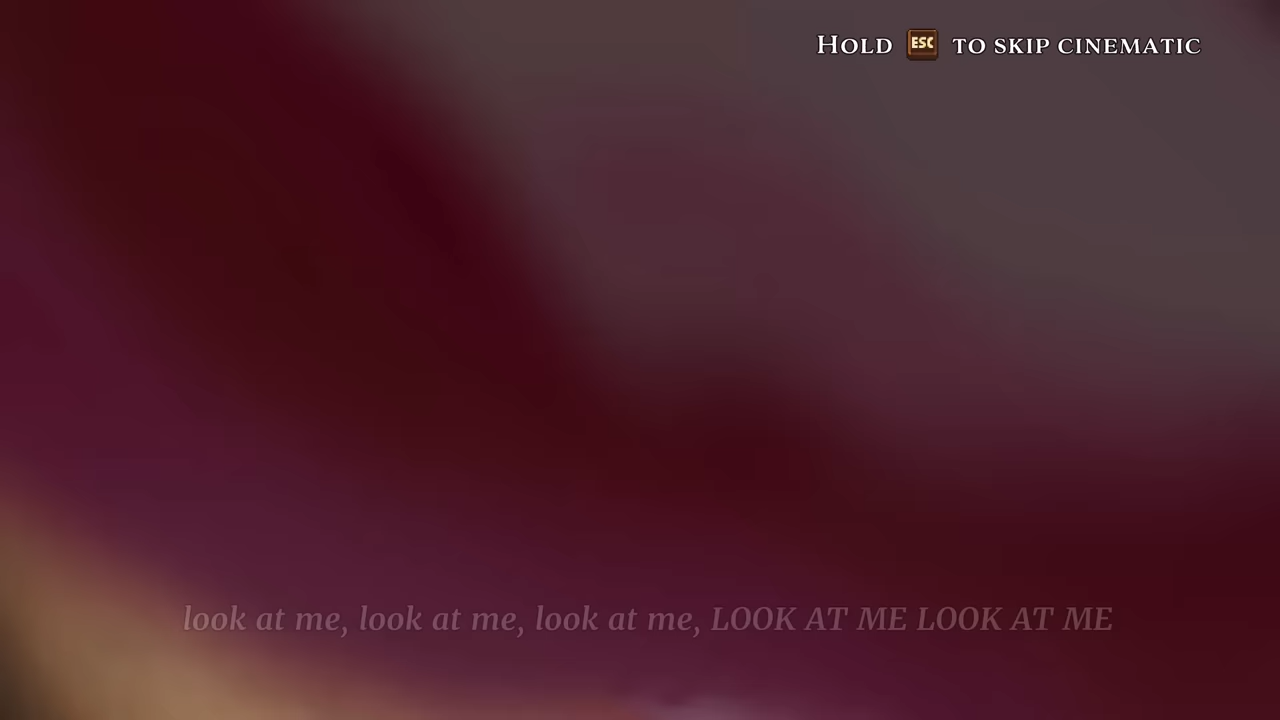 HOLD ESC TO SKIP CINEMATIC
look at me, look at me, look at me, LOOK AT ME LOOK AT ME